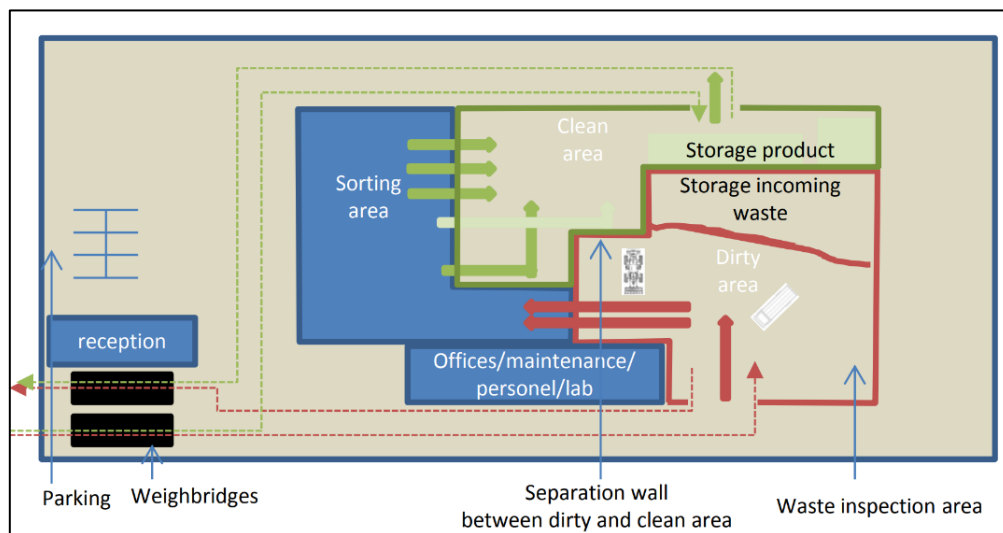 Clean
area
Storage product
Storage incoming
waste
Sorting
area
Dirty
area
reception
Offices/maintenance/
personel/lab
Parking
Weighbridges
Separation wall
between dirty and clean area
Waste inspection area